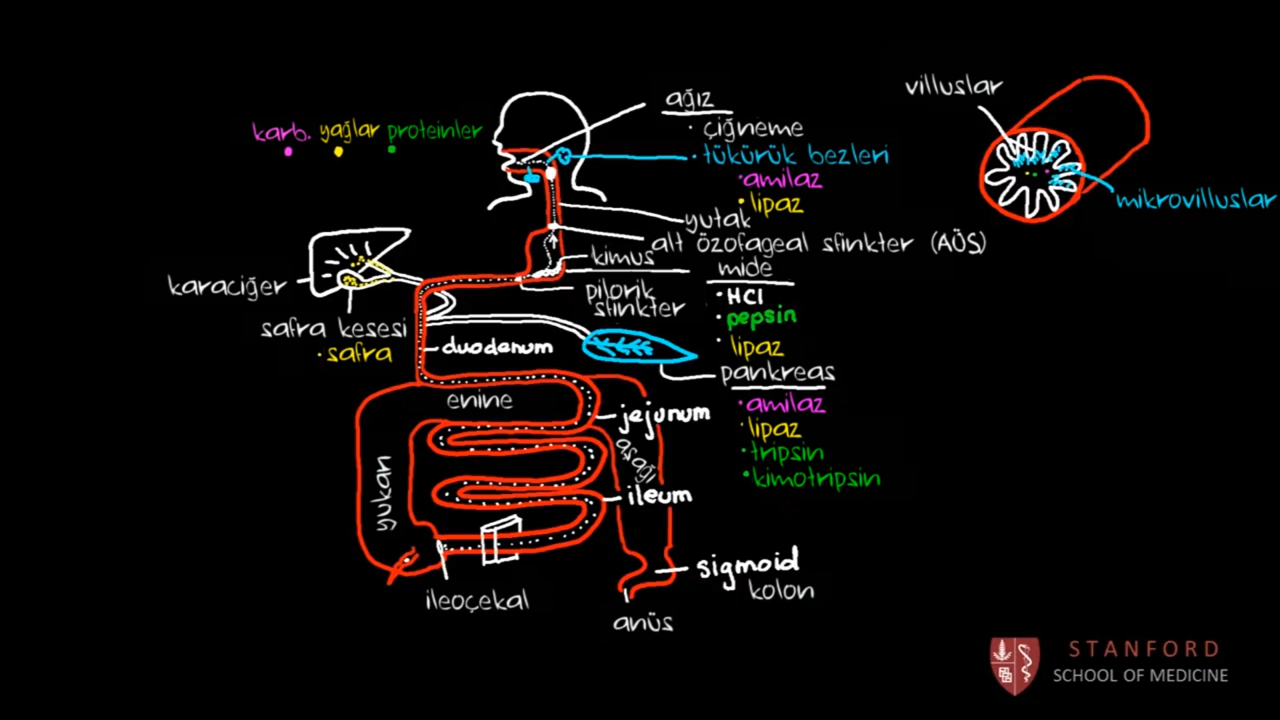 karb. yağlar proteinler
ağız
· çiğneme
· tükürük bezleri
· amilaz
· lipaz
yutak
alt özofageal sfinkter (AÜS)
kimus
mide
pilorik
sfinkter
· HCl
· pepsin
· lipaz
pankreas
· amilaz
· lipaz
· tripsin
· kimotripsin
karaciğer
safra kesesi
· safra
duodenum
enine
jejunum
aşağı
yukarı
ileum
ileoçekal
sigmoid
kolon
anüs
villuslar
mikrovilluslar
STANFORD
SCHOOL OF MEDICINE